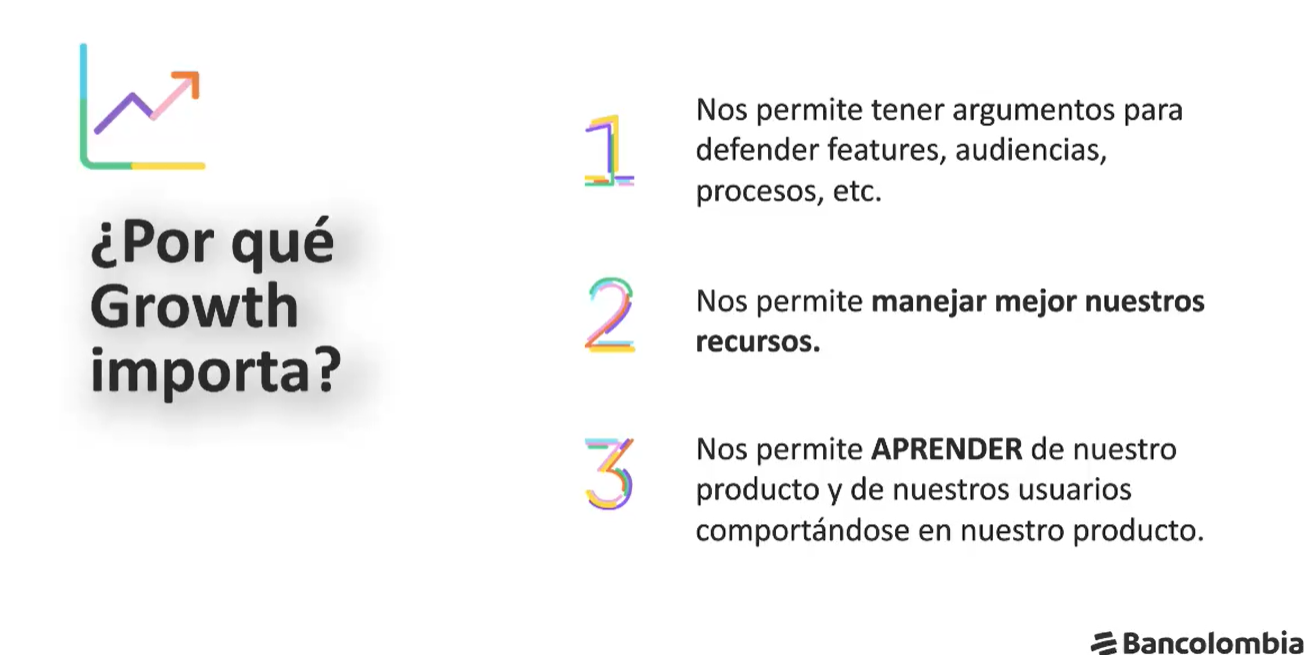 ¿Por qué
Growth
importa?
1
Nos permite tener argumentos para
defender features, audiencias,
procesos, etc.
2
Nos permite manejar mejor nuestros
recursos.
3
Nos permite APRENDER de nuestro
producto y de nuestros usuarios
comportándose en nuestro producto.
Bancolombia